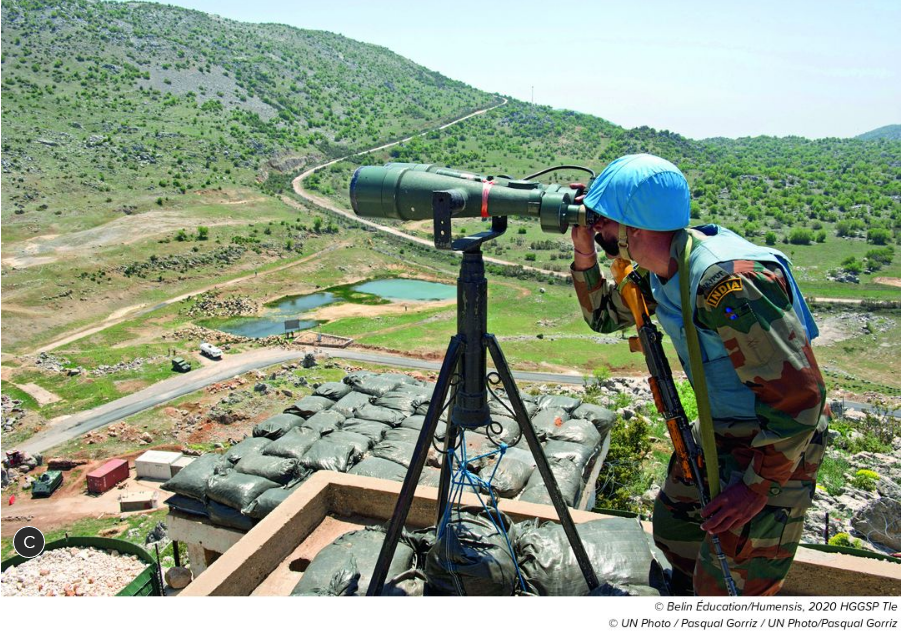 INDIA
C
© Belin Éducation/Humensis, 2020 HGGSP Tle
© UN Photo / Pasqual Gorriz / UN Photo/Pasqual Gorriz